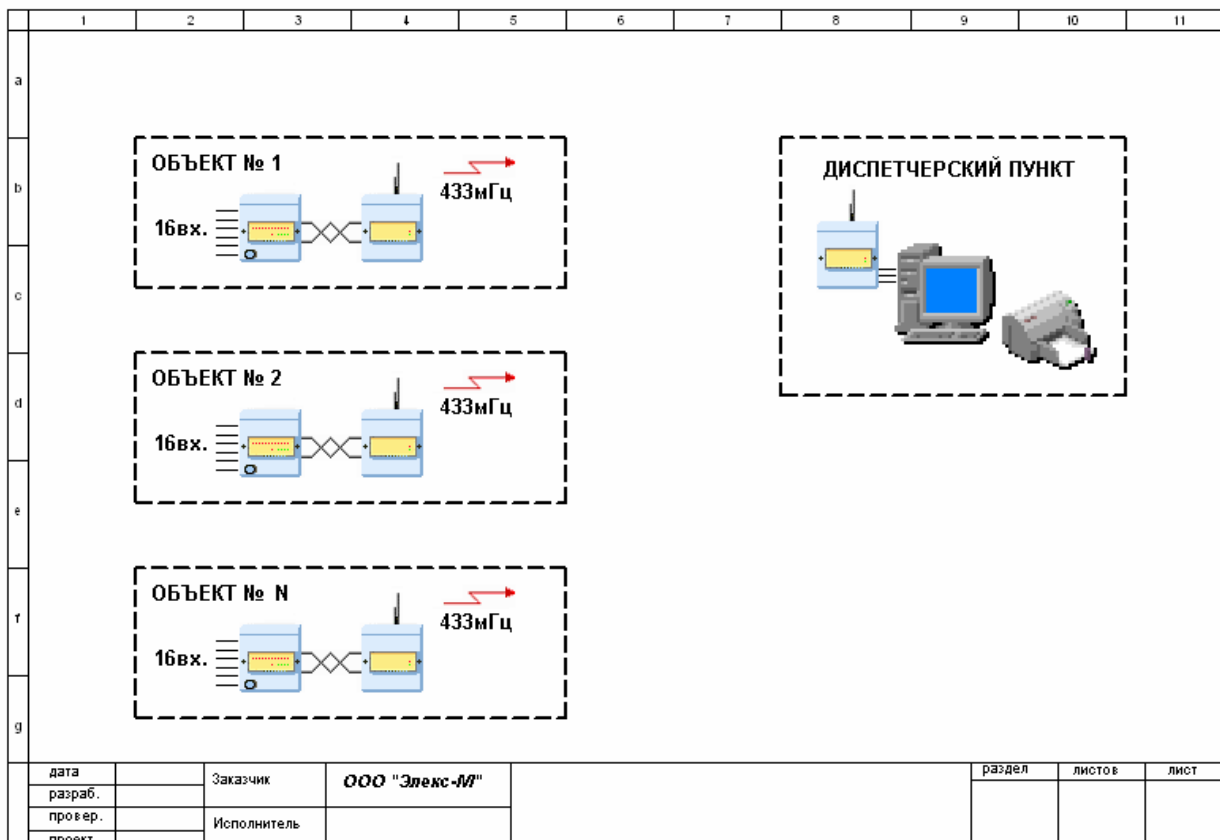 1 2 3 4 5 6 7 8 9 10 11
a
b
c
d
e
f
g
ОБЪЕКТ № 1
433мГц
16вх.
ДИСПЕТЧЕРСКИЙ ПУНКТ
ОБЪЕКТ № 2
433мГц
16вх.
ОБЪЕКТ № N
433мГц
16вх.
дата
Заказчик
ООО "Элекс-М"
раздел
листов
лист
разраб.
провер.
Исполнитель
проект